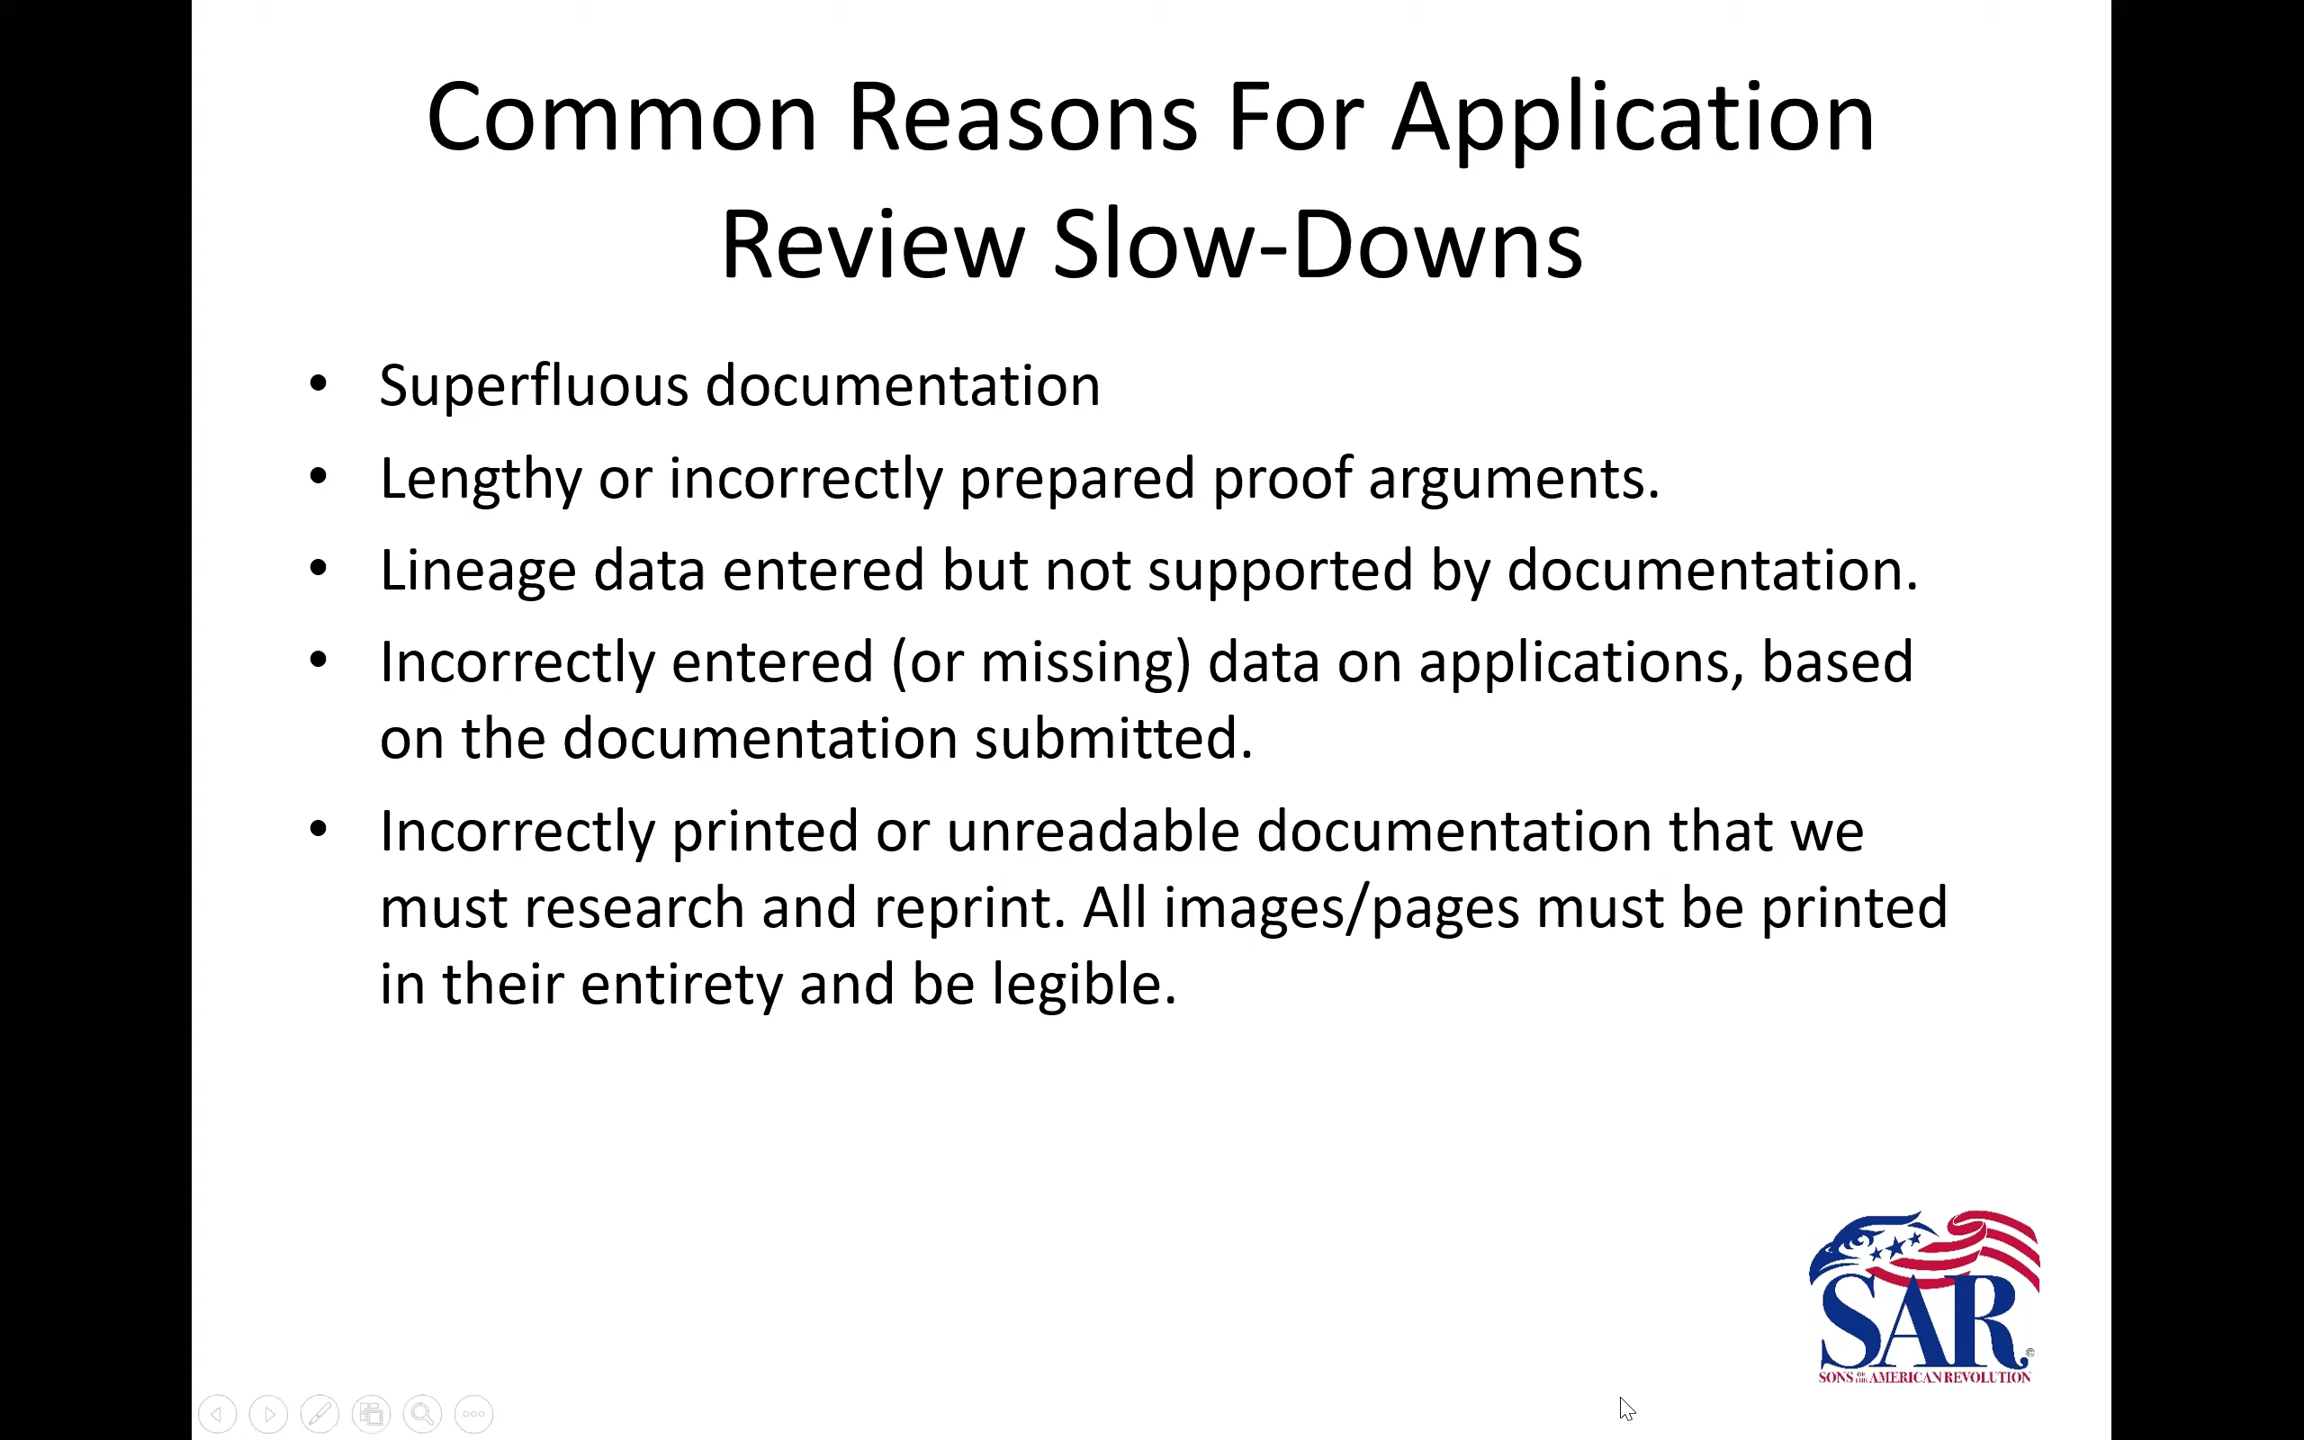 Common Reasons For Application
Review Slow-Downs
• Superfluous documentation
• Lengthy or incorrectly prepared proof arguments.
• Lineage data entered but not supported by documentation.
• Incorrectly entered (or missing) data on applications, based
on the documentation submitted.
• Incorrectly printed or unreadable documentation that we
must research and reprint. All images/pages must be printed
in their entirety and be legible.
SAR©
SONS OF THE AMERICAN REVOLUTION